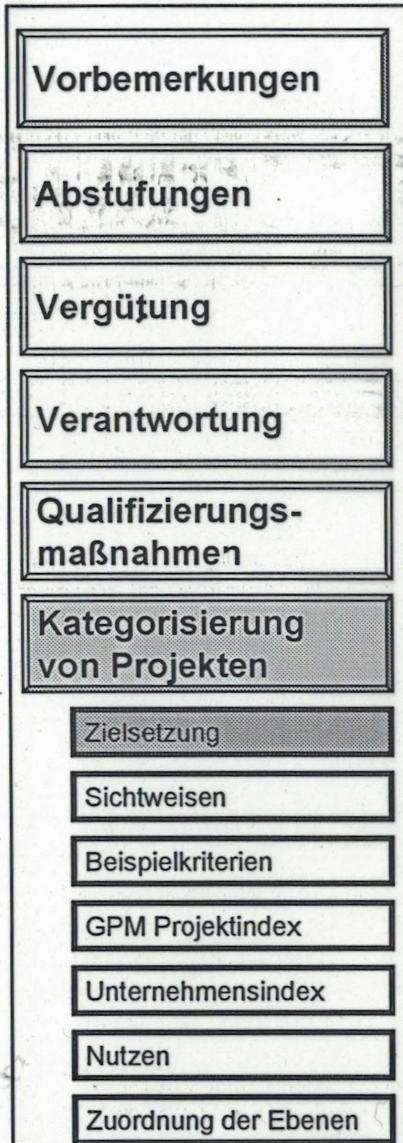 Vorbemerkungen
Abstufungen
Vergütung
Verantwortung
Qualifizierungs-
maßnahmen
Kategorisierung
von Projekten
Zielsetzung
Sichtweisen
Beispielkriterien
GPM Projektindex
Unternehmensindex
Nutzen
Zuordnung der Ebenen